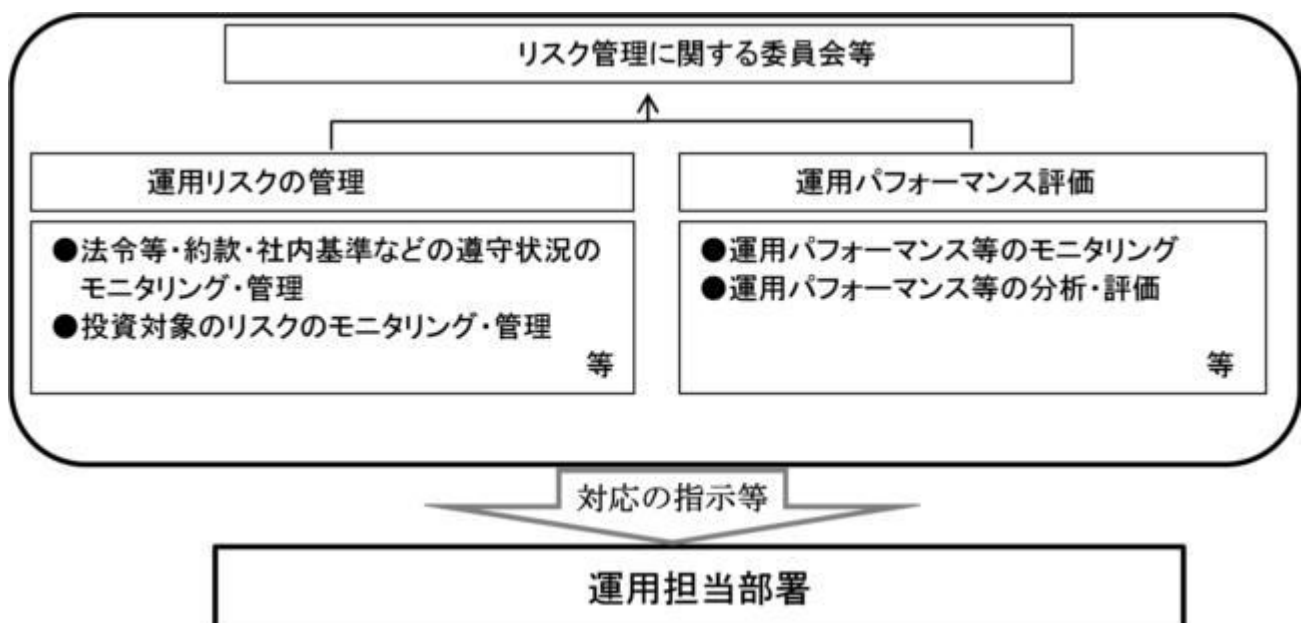 リスク管理に関する委員会等
運用リスクの管理
●法令等・約款・社内基準などの遵守状況の
モニタリング・管理
●投資対象のリスクのモニタリング・管理
等
運用パフォーマンス評価
●運用パフォーマンス等のモニタリング
●運用パフォーマンス等の分析・評価
等
対応の指示等
運用担当部署